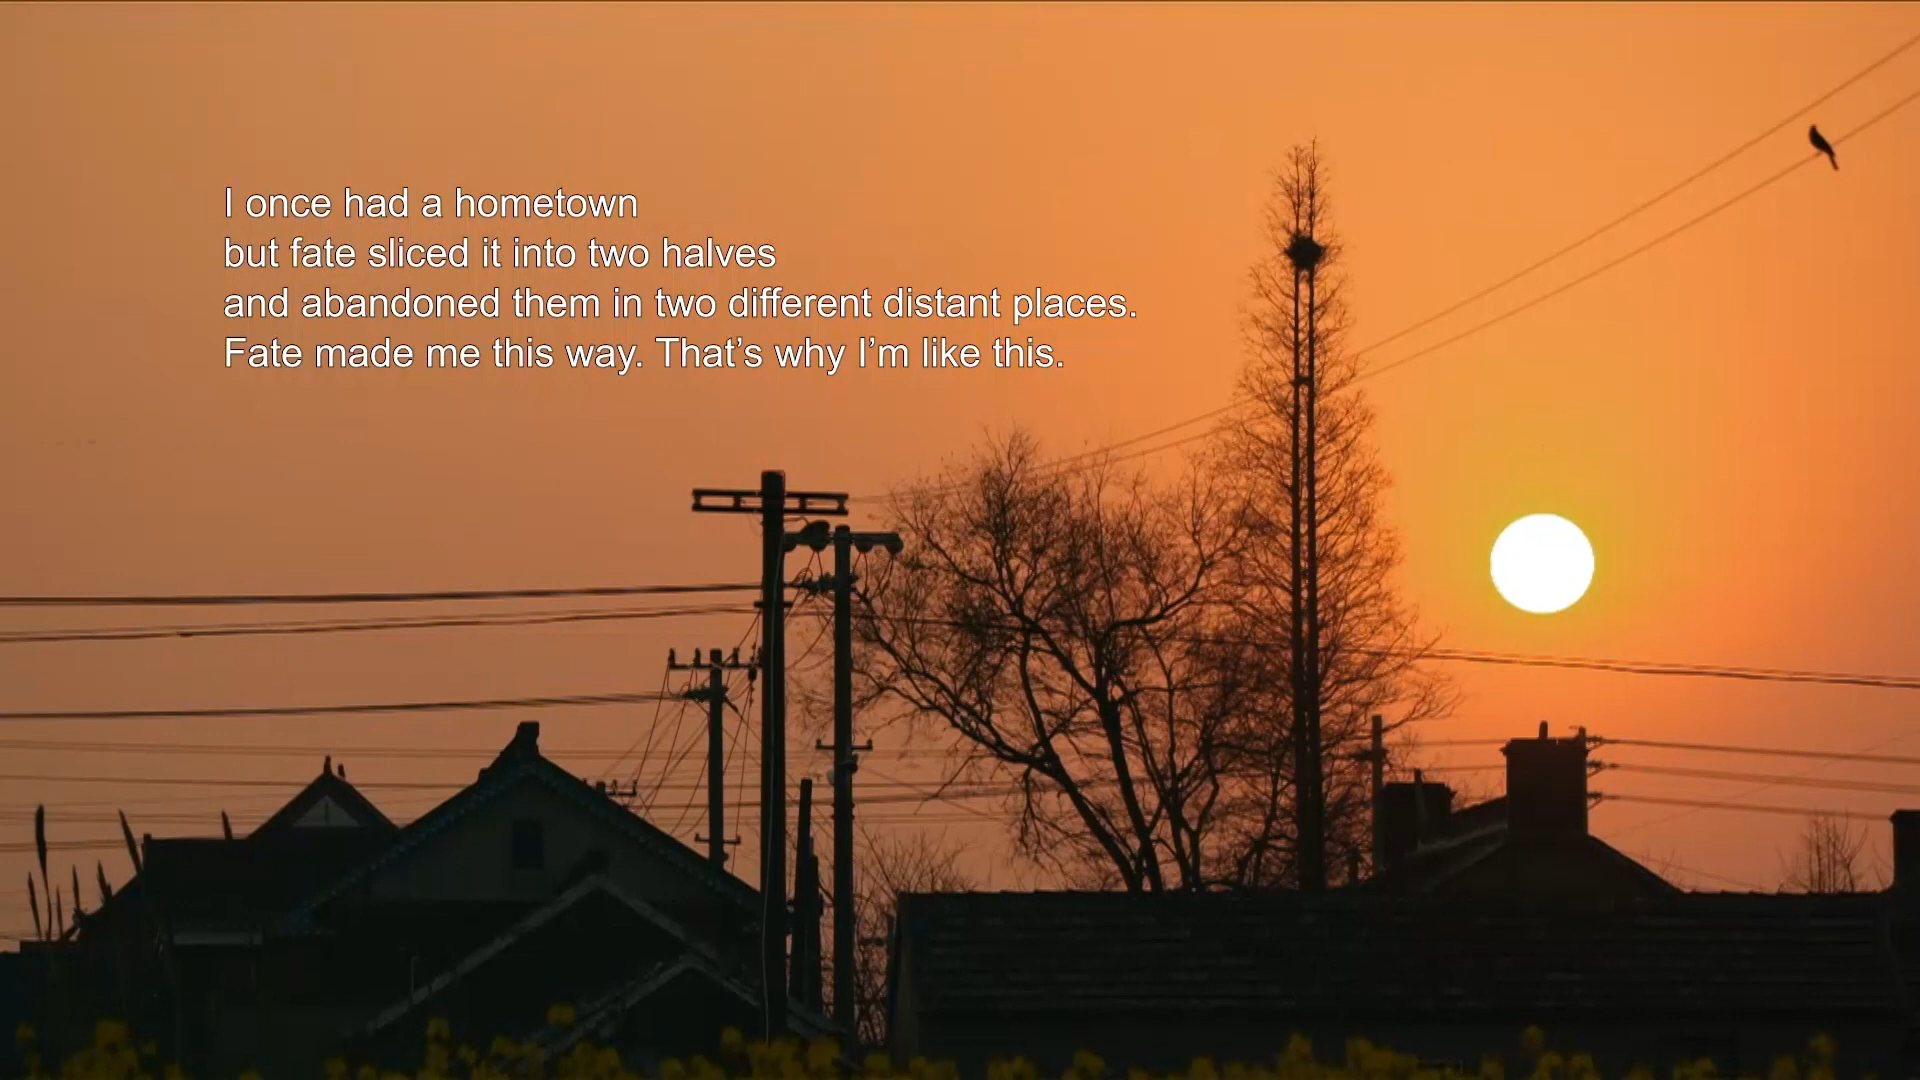 I once had a hometown
but fate sliced it into two halves
and abandoned them in two different distant places.
Fate made me this way. That’s why I’m like this.